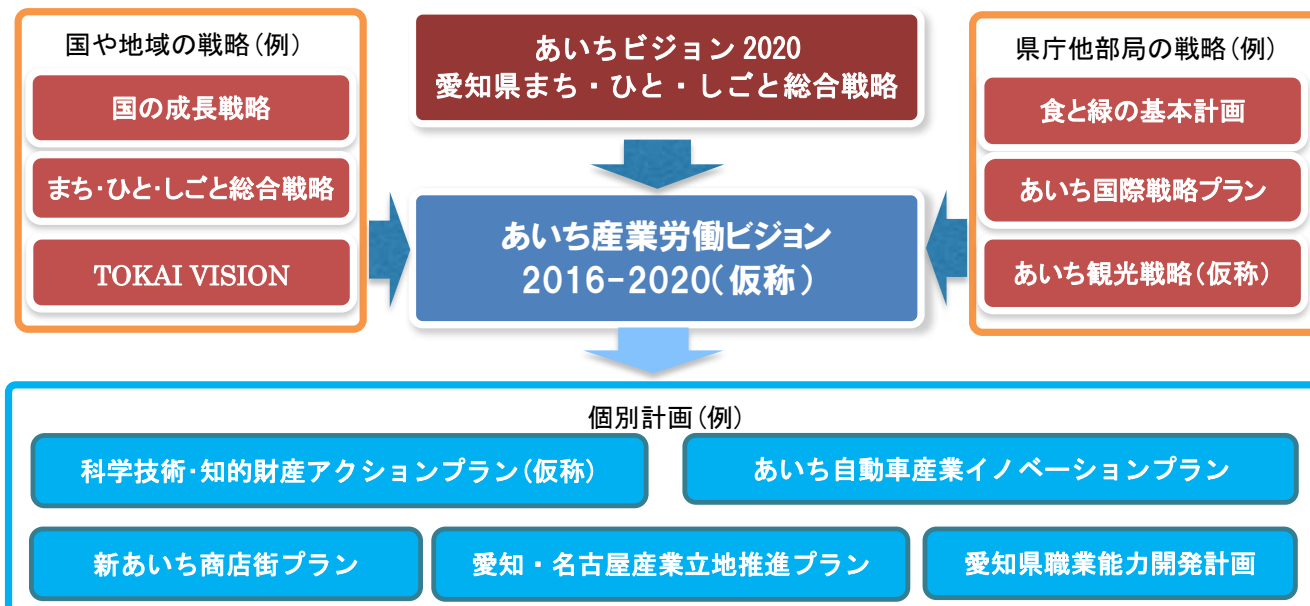 国や地域の戦略(例)
国の成長戦略
まち・ひと・しごと総合戦略
TOKAI VISION
あいちビジョン 2020
愛知県まち・ひと・しごと総合戦略
あいち産業労働ビジョン
2016-2020(仮称)
県庁他部局の戦略(例)
食と緑の基本計画
あいち国際戦略プラン
あいち観光戦略(仮称)
個別計画(例)
科学技術・知的財産アクションプラン(仮称)
あいち自動車産業イノベーションプラン
新あいち商店街プラン
愛知・名古屋産業立地推進プラン
愛知県職業能力開発計画